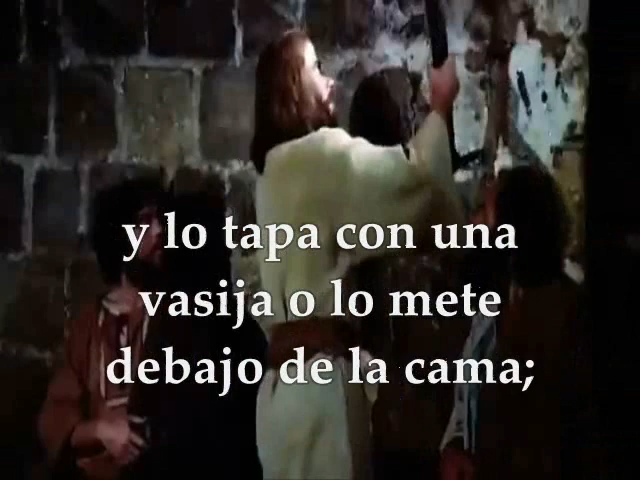 y lo tapa con una
vasija o lo mete
debajo de la cama;